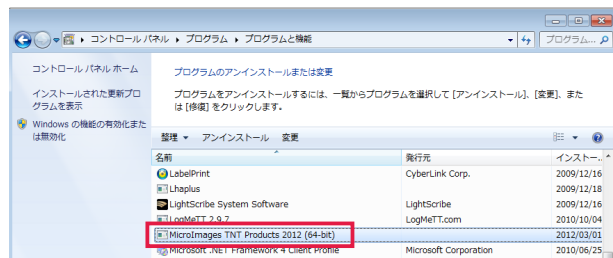 コントロール パネル ▸ プログラム ▸ プログラムと機能
プログラム...
コントロール パネル ホーム
インストールされた更新プロ
グラムを表示
Windows の機能の有効化また
は無効化
プログラムのアンインストールまたは変更
プログラムをアンインストールするには、一覧からプログラムを選択して [アンインストール]、[変更]、また
は [修復] をクリックします。
整理 ▼ アンインストール 変更
名前 発行元 インストー...
LabelPrint CyberLink Corp. 2009/12/16
Lhaplus 2009/12/18
LightScribe System Software LightScribe 2009/12/16
LogMeTT 2.9.7 LogMeTT.com 2010/10/04
MicroImages TNT Products 2012 (64-bit) 2012/03/01
Microsoft .NET Framework 4 Client Profile Microsoft Corporation 2010/06/25